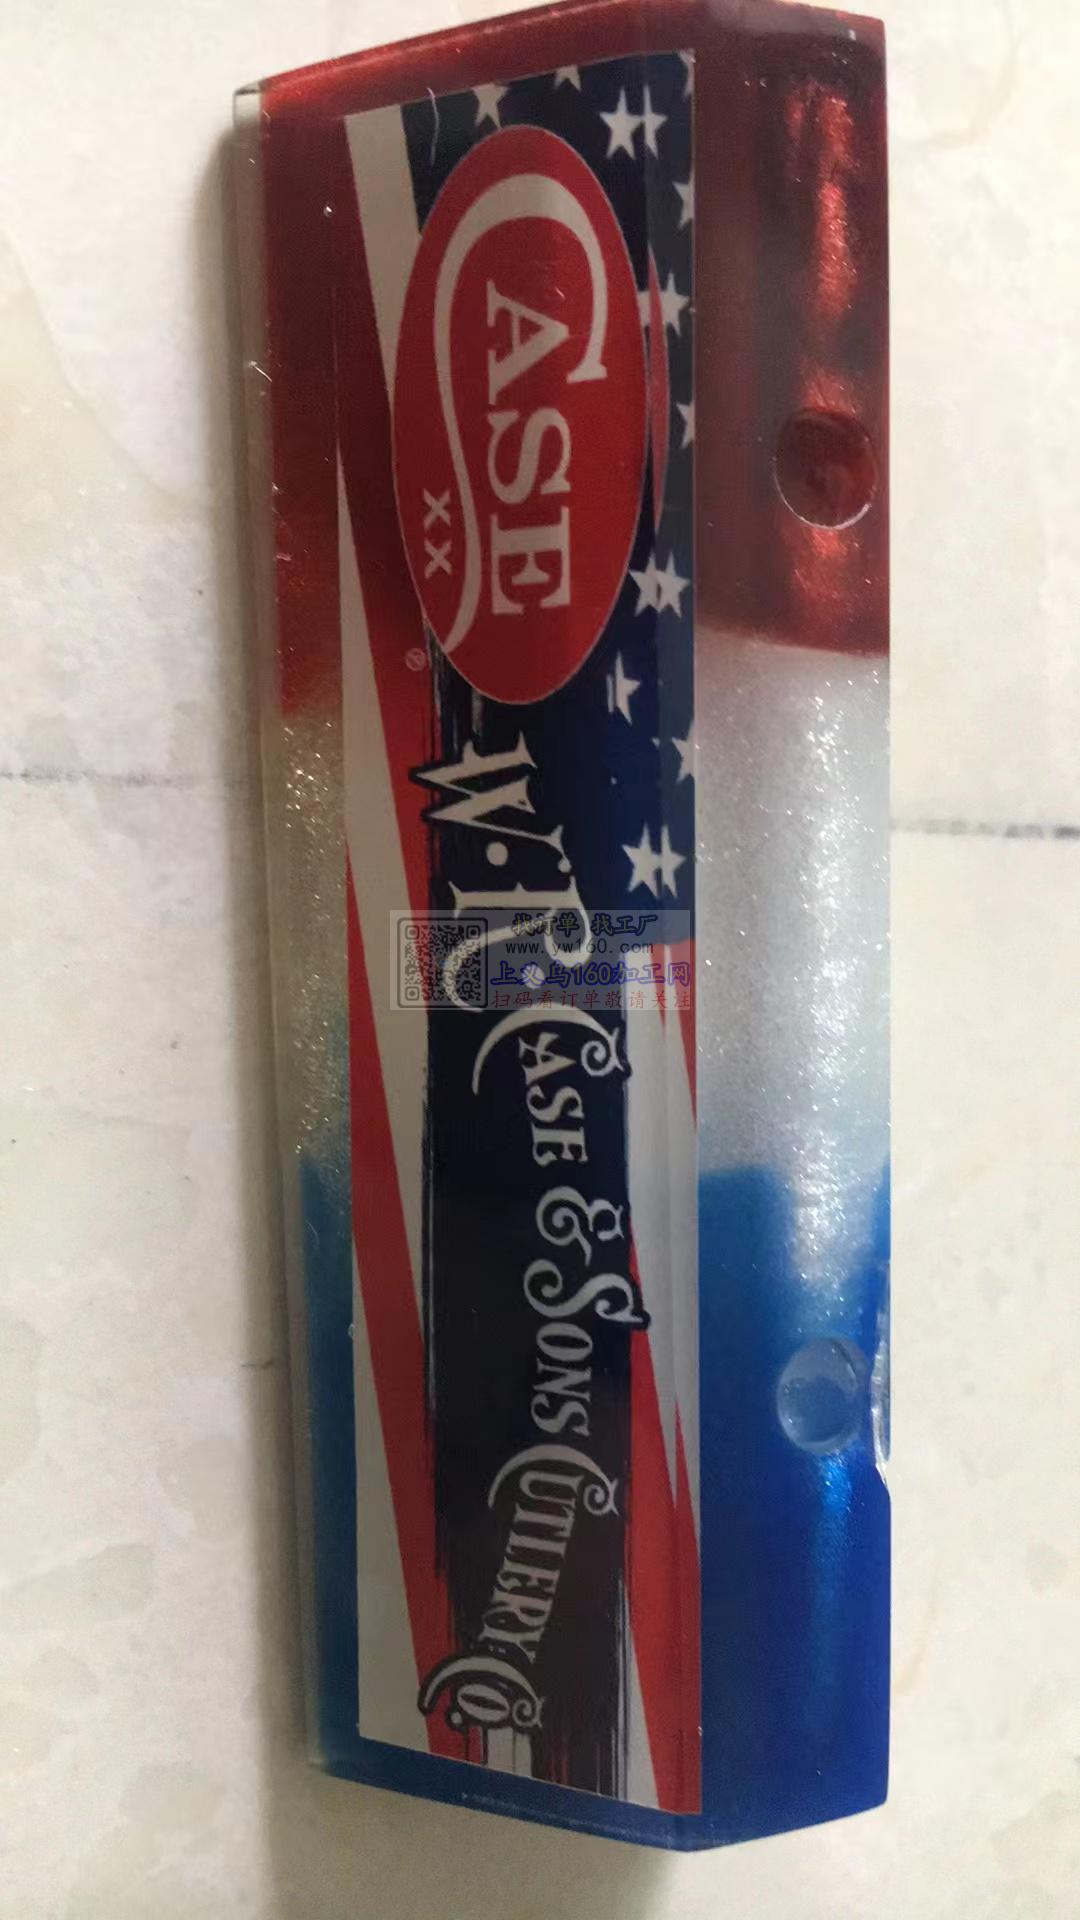 CASE
XX
®
W.R. CASE & SONS CUTLERY CO.
找订单 找工厂
www.yw160.com
上义乌160加工网
扫码看订单敬请关注